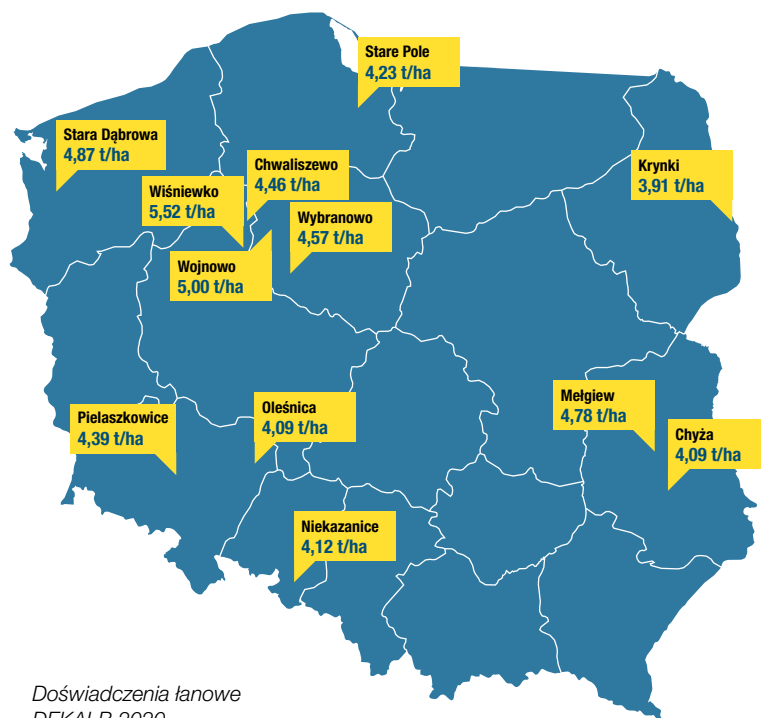 Stare Pole
4,23 t/ha
Stara Dąbrowa
4,87 t/ha
Chwaliszewo
4,46 t/ha
Krynki
3,91 t/ha
Wiśniewko
5,52 t/ha
Wybranowo
4,57 t/ha
Wojnowo
5,00 t/ha
Mełgiew
4,78 t/ha
Oleśnica
4,09 t/ha
Pielaszkowice
4,39 t/ha
Chyża
4,09 t/ha
Niekazanice
4,12 t/ha
Doświadczenia łanowe
DEKALB 2020